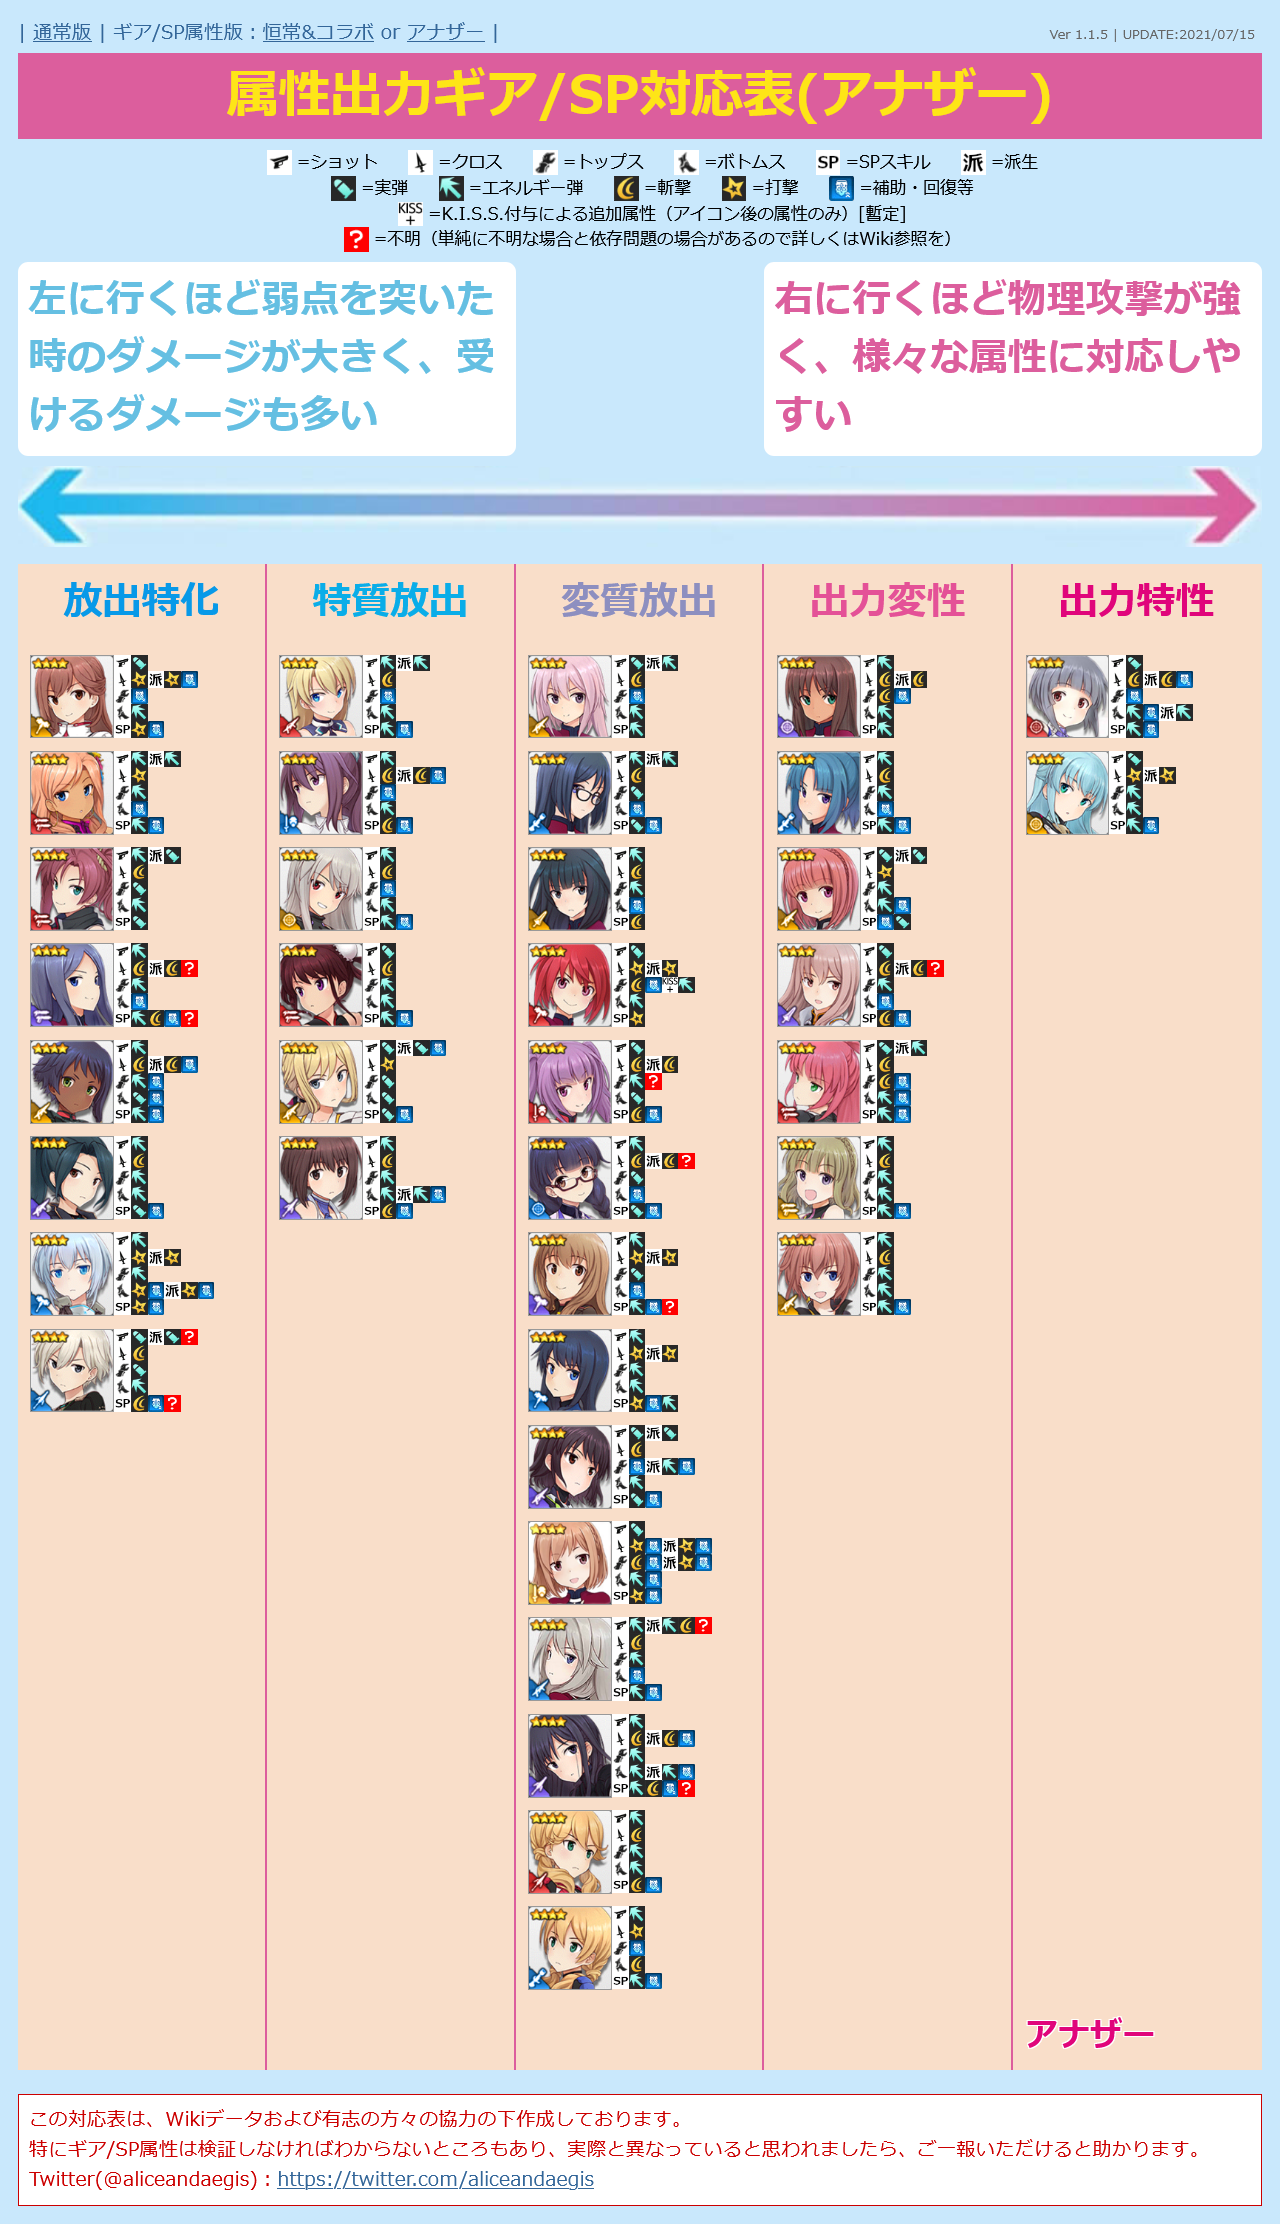 | 通常版 | ギア/SP属性版：恒常&コラボ or アナザー |
Ver 1.1.5 | UPDATE:2021/07/15
属性出力ギア/SP対応表(アナザー)
=ショット =クロス =トップス =ボトムス SP =SPスキル 派 =派生
=実弾 =エネルギー弾 =斬撃 =打撃 =補助・回復等
KISS+ =K.I.S.S.付与による追加属性（アイコン後の属性のみ）[暫定]
? =不明（単純に不明な場合と依存問題の場合があるので詳しくはWiki参照を）
左に行くほど弱点を突いた
時のダメージが大きく、受
けるダメージも多い
右に行くほど物理攻撃が強
く、様々な属性に対応しや
すい
放出特化
特質放出
変質放出
出力変性
出力特性
アナザー
この対応表は、Wikiデータおよび有志の方々の協力の下作成しております。
特にギア/SP属性は検証しなければわからないところもあり、実際と異なっていると思われましたら、ご一報いただけると助かります。
Twitter(@aliceandaegis)：https://twitter.com/aliceandaegis